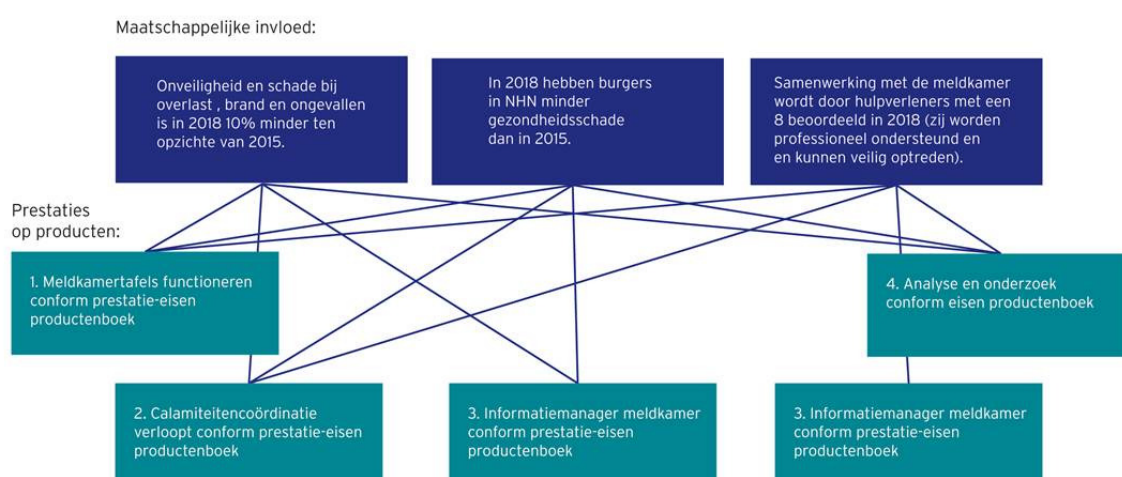 Maatschappelijke invloed:
Onveiligheid en schade bij
overlast , brand en ongevallen
is in 2018 10% minder ten
opzichte van 2015.
In 2018 hebben burgers
in NHN minder
gezondheidsschade
dan in 2015.
Samenwerking met de meldkamer
wordt door hulpverleners met een
8 beoordeeld in 2018 (zij worden
professioneel ondersteund en
en kunnen veilig optreden).
Prestaties
op producten:
1. Meldkamertafels functioneren
conform prestatie-eisen
productenboek
4. Analyse en onderzoek
conform eisen productenboek
2. Calamiteitencoördinatie
verloopt conform prestatie-eisen
productenboek
3. Informatiemanager meldkamer
conform prestatie-eisen
productenboek
3. Informatiemanager meldkamer
conform prestatie-eisen
productenboek